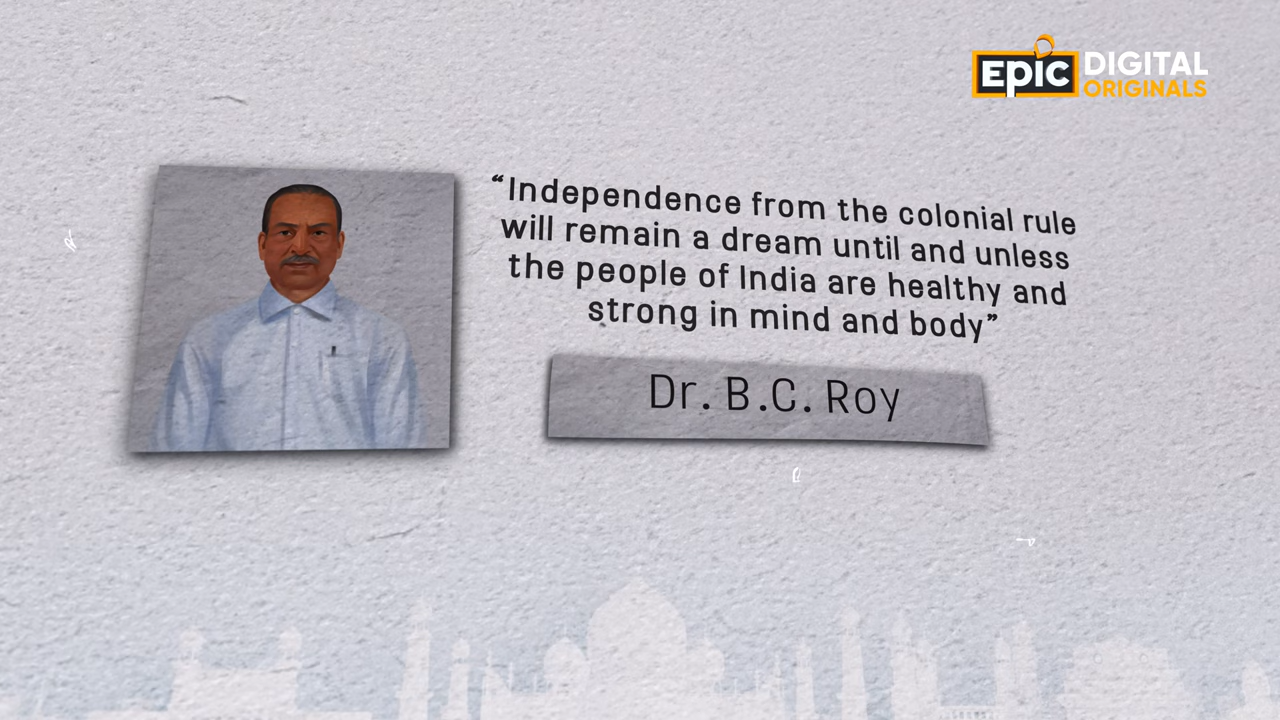 EPIC DIGITAL
ORIGINALS
“Independence from the colonial rule
will remain a dream until and unless
the people of India are healthy and
strong in mind and body”
Dr. B.C. Roy